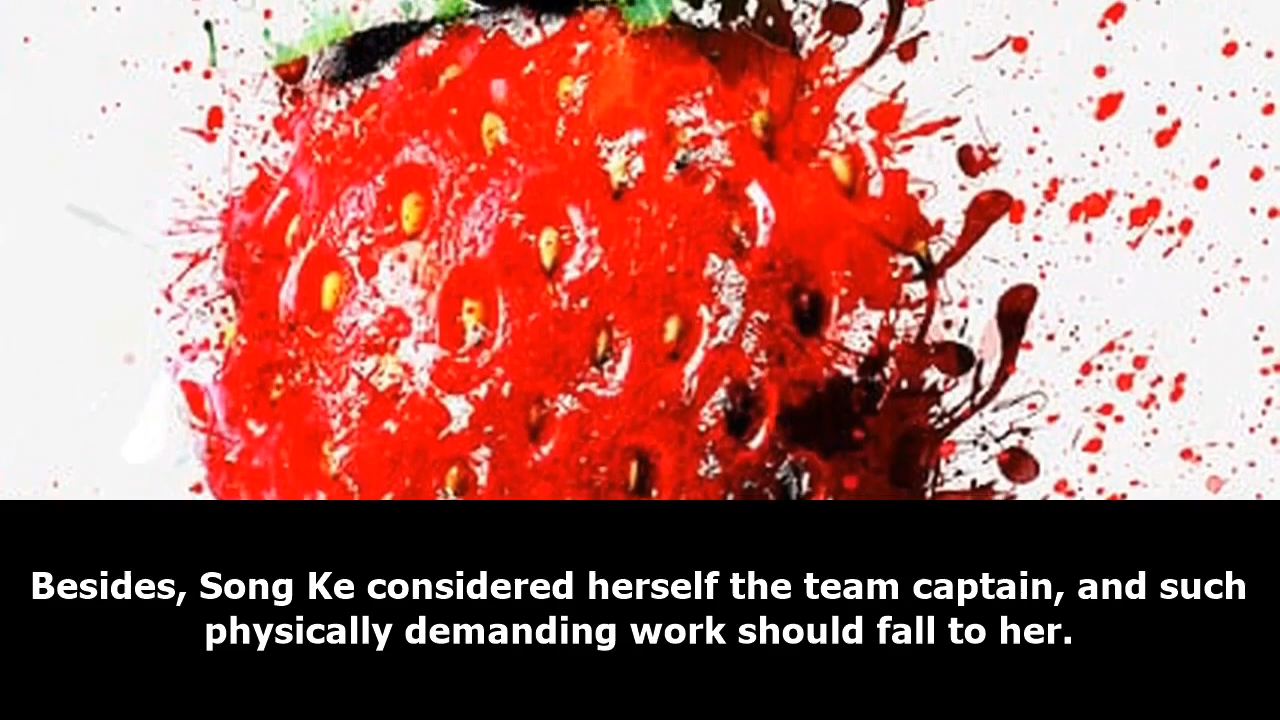 Besides, Song Ke considered herself the team captain, and such
physically demanding work should fall to her.